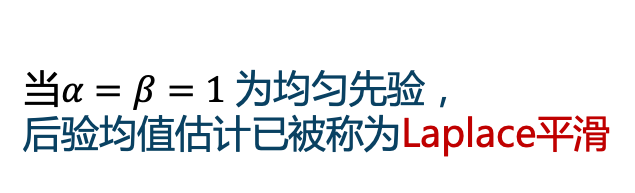 当α = β = 1 为均匀先验，
后验均值估计已被称为Laplace平滑